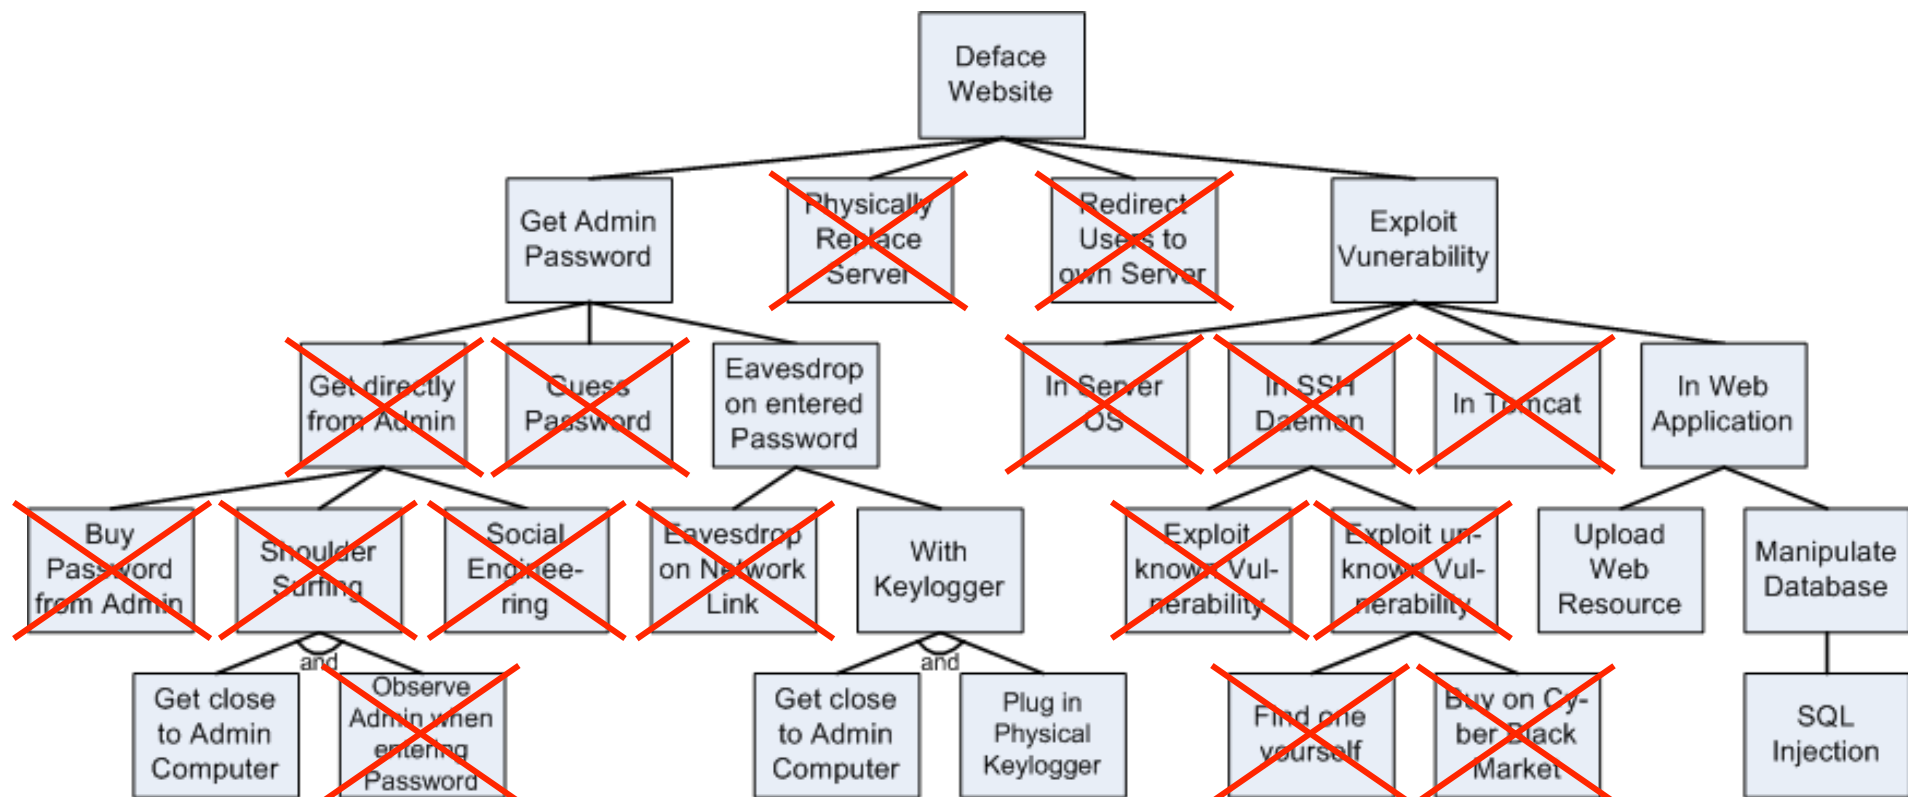 Deface
Website
Get Admin
Password
Physically
Replace
Server
Redirect
Users to
own Server
Exploit
Vunerability
Get directly
from Admin
Guess
Password
Eavesdrop
on entered
Password
In Server
OS
In SSH
Daemon
In Tomcat
In Web
Application
Buy
Password
from Admin
Shoulder
Surfing
Social
Enginee-
ring
Eavesdrop
on Network
Link
With
Keylogger
Exploit
known Vul-
nerability
Exploit un-
known Vul-
nerability
Upload
Web
Resource
Manipulate
Database
and
and
Get close
to Admin
Computer
Observe
Admin when
entering
Password
Get close
to Admin
Computer
Plug in
Physical
Keylogger
Find one
yourself
Buy on Cy-
ber Black
Market
SQL
Injection